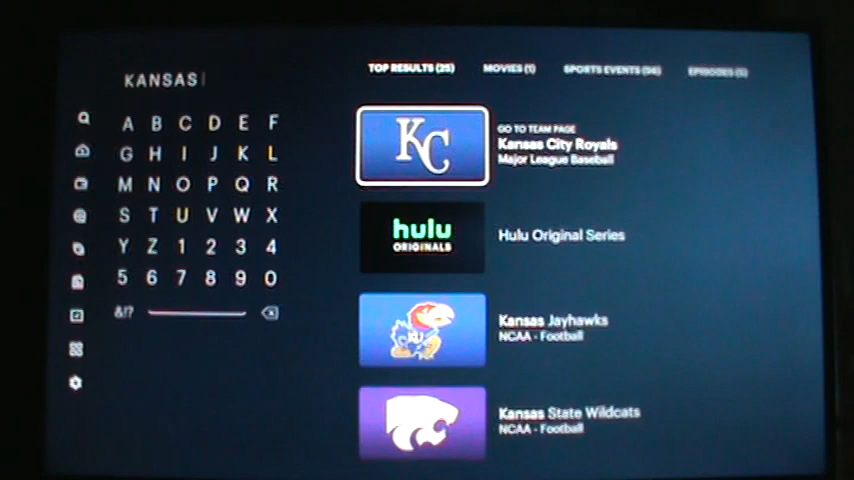 KANSAS
TOP RESULTS (25) MOVIES (1) SPORTS EVENTS (56) EPISODES (5)
A B C D E F
G H I J K L
M N O P Q R
S T U V W X
Y Z 1 2 3 4
5 6 7 8 9 0
&!?
KC
GO TO TEAM PAGE
Kansas City Royals
Major League Baseball
hulu
ORIGINALS
Hulu Original Series
KU
Kansas Jayhawks
NCAA - Football
Kansas State Wildcats
NCAA - Football